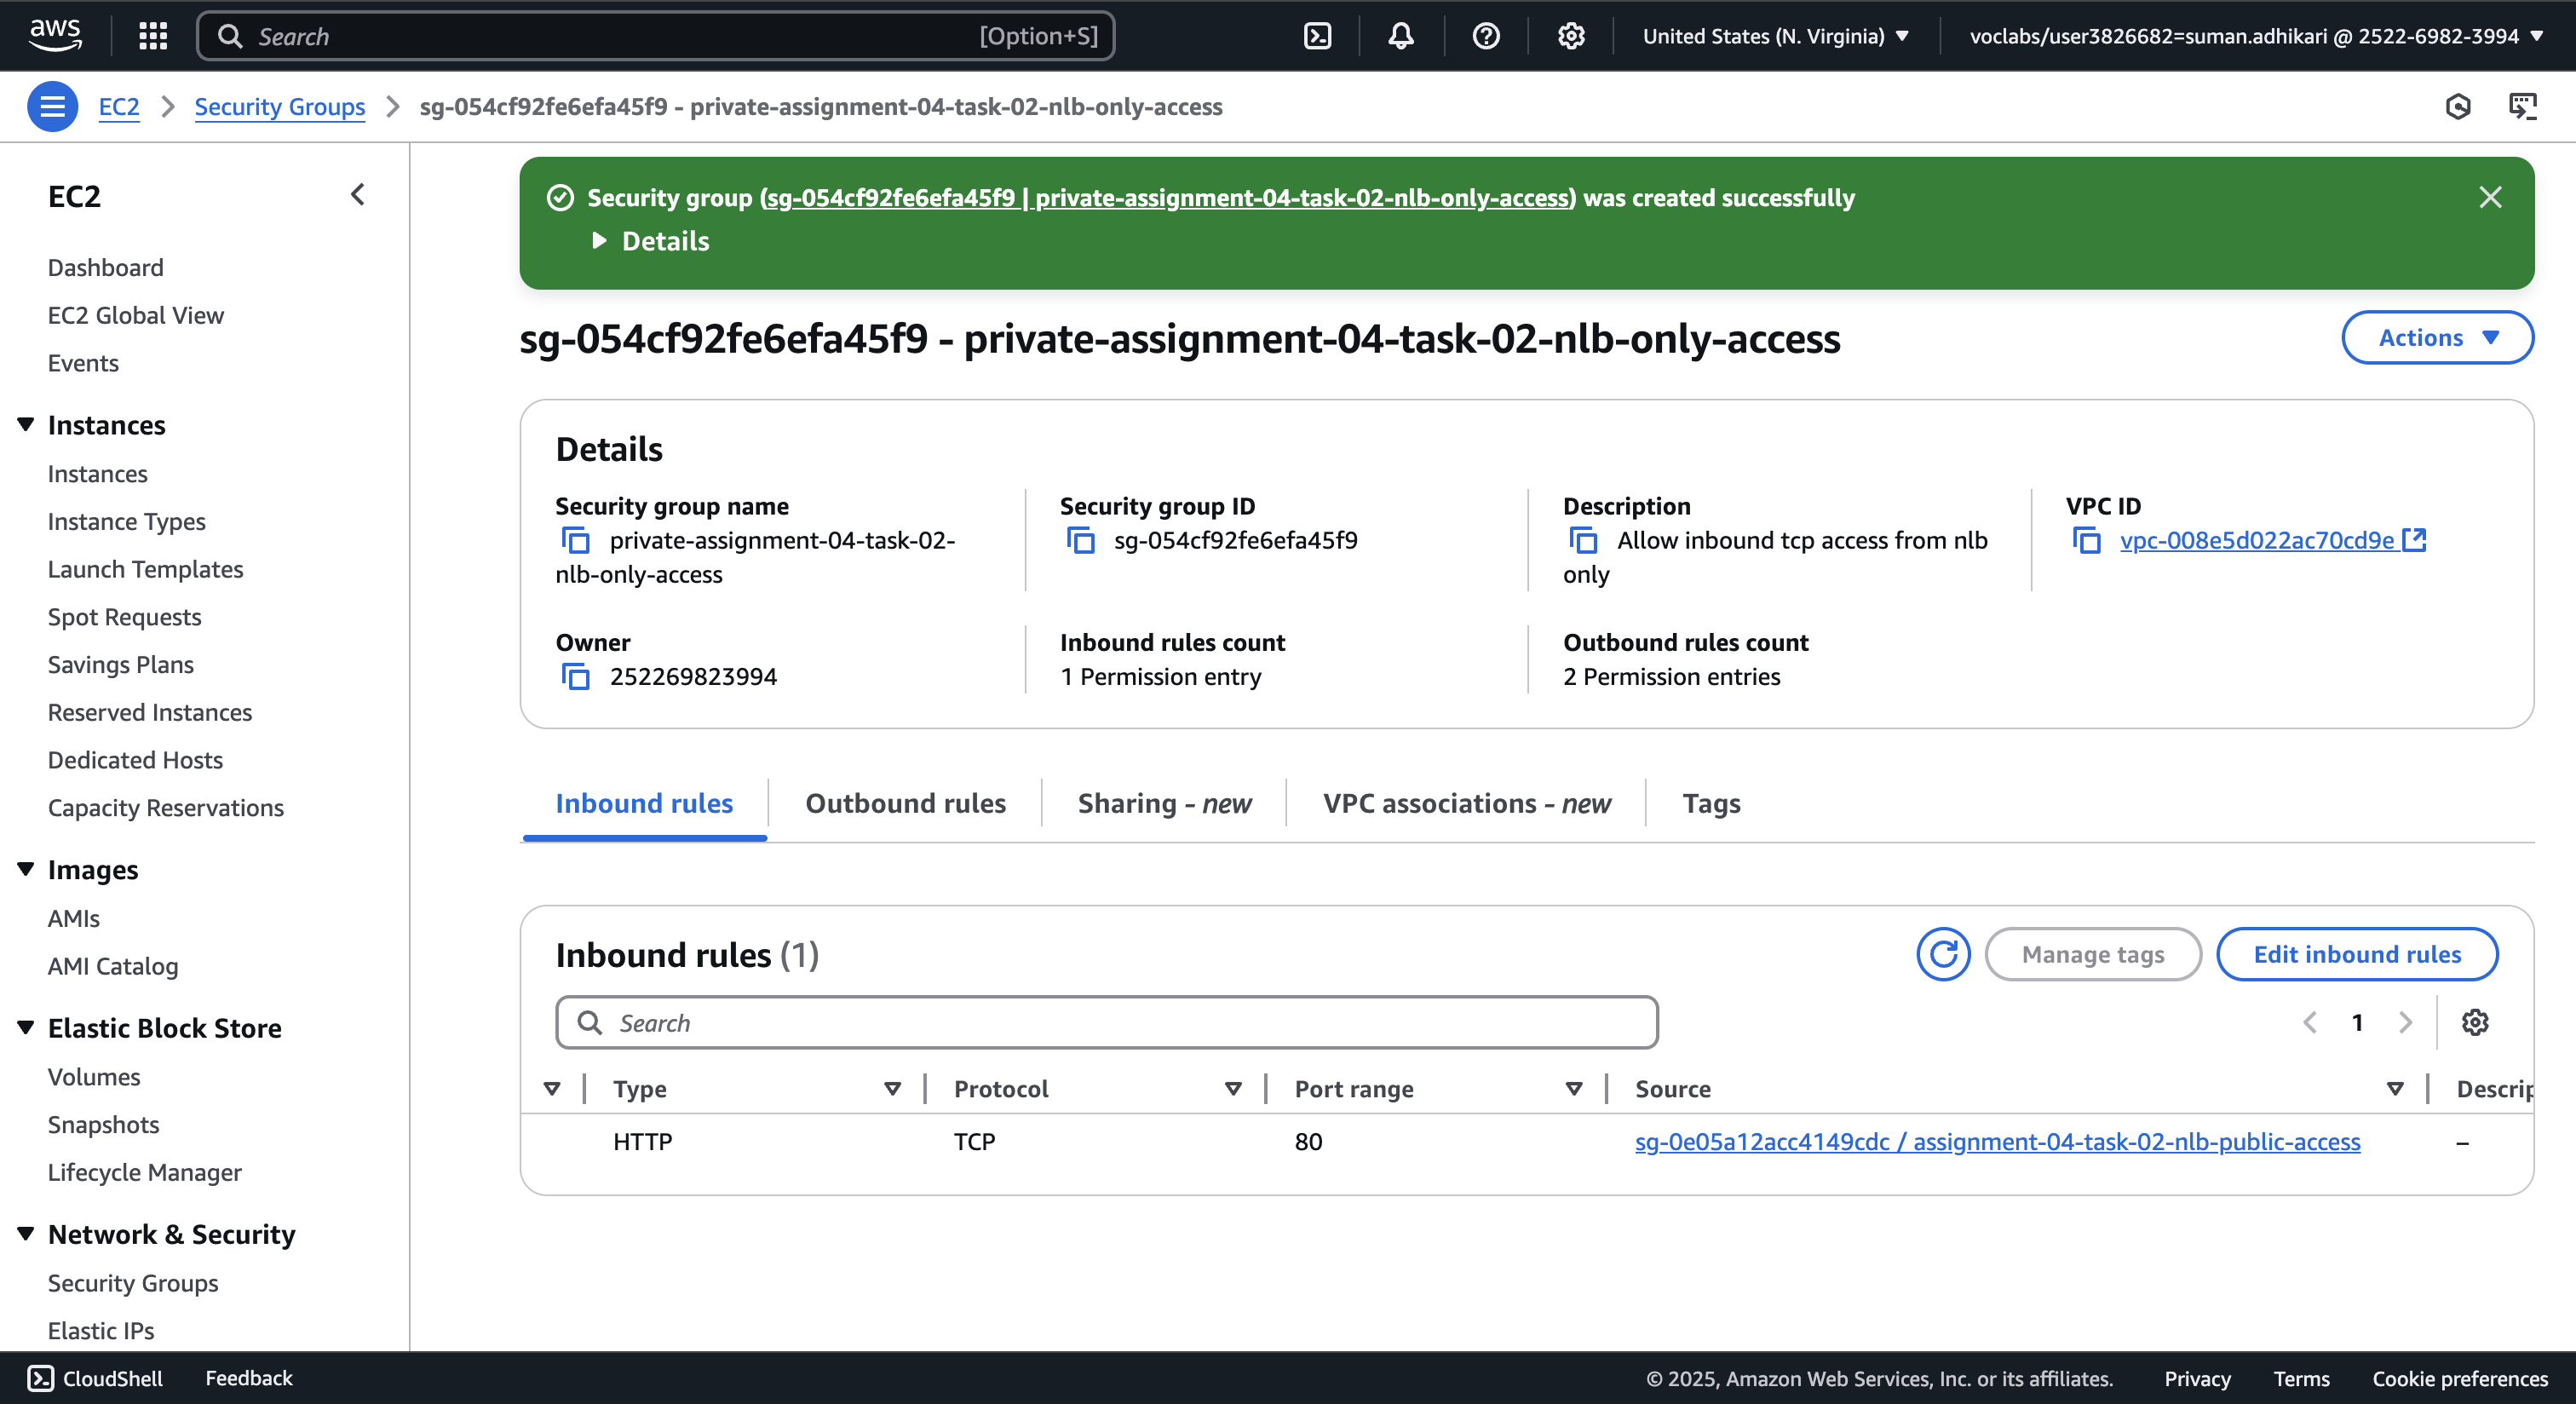 aws
Search [Option+S]
United States (N. Virginia)
voclabs/user3826682=suman.adhikari @ 2522-6982-3994
EC2 > Security Groups > sg-054cf92fe6efa45f9 - private-assignment-04-task-02-nlb-only-access
EC2
Dashboard
EC2 Global View
Events
Instances
Instances
Instance Types
Launch Templates
Spot Requests
Savings Plans
Reserved Instances
Dedicated Hosts
Capacity Reservations
Images
AMIs
AMI Catalog
Elastic Block Store
Volumes
Snapshots
Lifecycle Manager
Network & Security
Security Groups
Elastic IPs
Security group (sg-054cf92fe6efa45f9 | private-assignment-04-task-02-nlb-only-access) was created successfully
Details
sg-054cf92fe6efa45f9 - private-assignment-04-task-02-nlb-only-access
Actions
Details
Security group name
private-assignment-04-task-02-
nlb-only-access
Security group ID
sg-054cf92fe6efa45f9
Description
Allow inbound tcp access from nlb
only
VPC ID
vpc-008e5d022ac70cd9e
Owner
252269823994
Inbound rules count
1 Permission entry
Outbound rules count
2 Permission entries
Inbound rules
Outbound rules
Sharing - new
VPC associations - new
Tags
Inbound rules (1)
Manage tags
Edit inbound rules
Search
1
Type Protocol Port range Source Descrip
HTTP TCP 80 sg-0e05a12acc4149cdc / assignment-04-task-02-nlb-public-access –
CloudShell Feedback
© 2025, Amazon Web Services, Inc. or its affiliates. Privacy Terms Cookie preferences